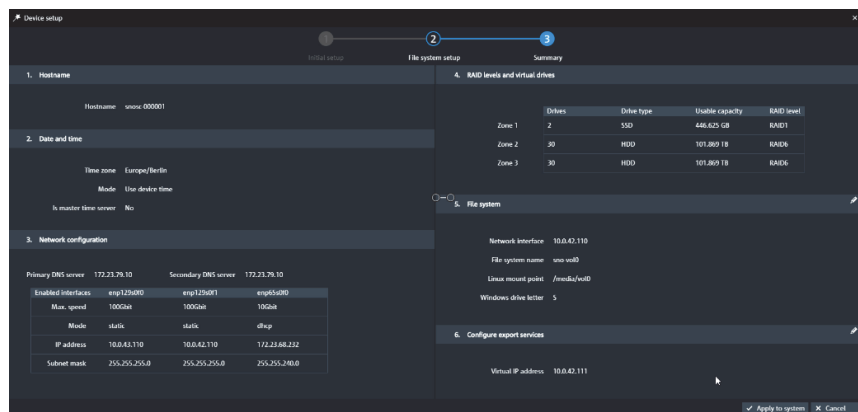 Device setup
1 2 3
Initial setup File system setup Summary
1. Hostname
Hostname snosc-000001
2. Date and time
Time zone Europe/Berlin
Mode Use device time
Is master time server No
3. Network configuration
Primary DNS server 172.23.79.10 Secondary DNS server 172.23.79.10
Enabled interfaces enp129s0f0 enp129s0f1 enp65s0f0
Max. speed 100Gbit 100Gbit 10Gbit
Mode static static dhcp
IP address 10.0.43.110 10.0.42.110 172.23.68.232
Subnet mask 255.255.255.0 255.255.255.0 255.255.240.0
4. RAID levels and virtual drives
Drives Drive type Usable capacity RAID level
Zone 1 2 SSD 446.625 GB RAID1
Zone 2 30 HDD 101.869 TB RAID6
Zone 3 30 HDD 101.869 TB RAID6
5. File system
Network interface 10.0.42.110
File system name sno vol0
Linux mount point /media/vol0
Windows drive letter S
6. Configure export services
Virtual IP address 10.0.42.111
Apply to system Cancel